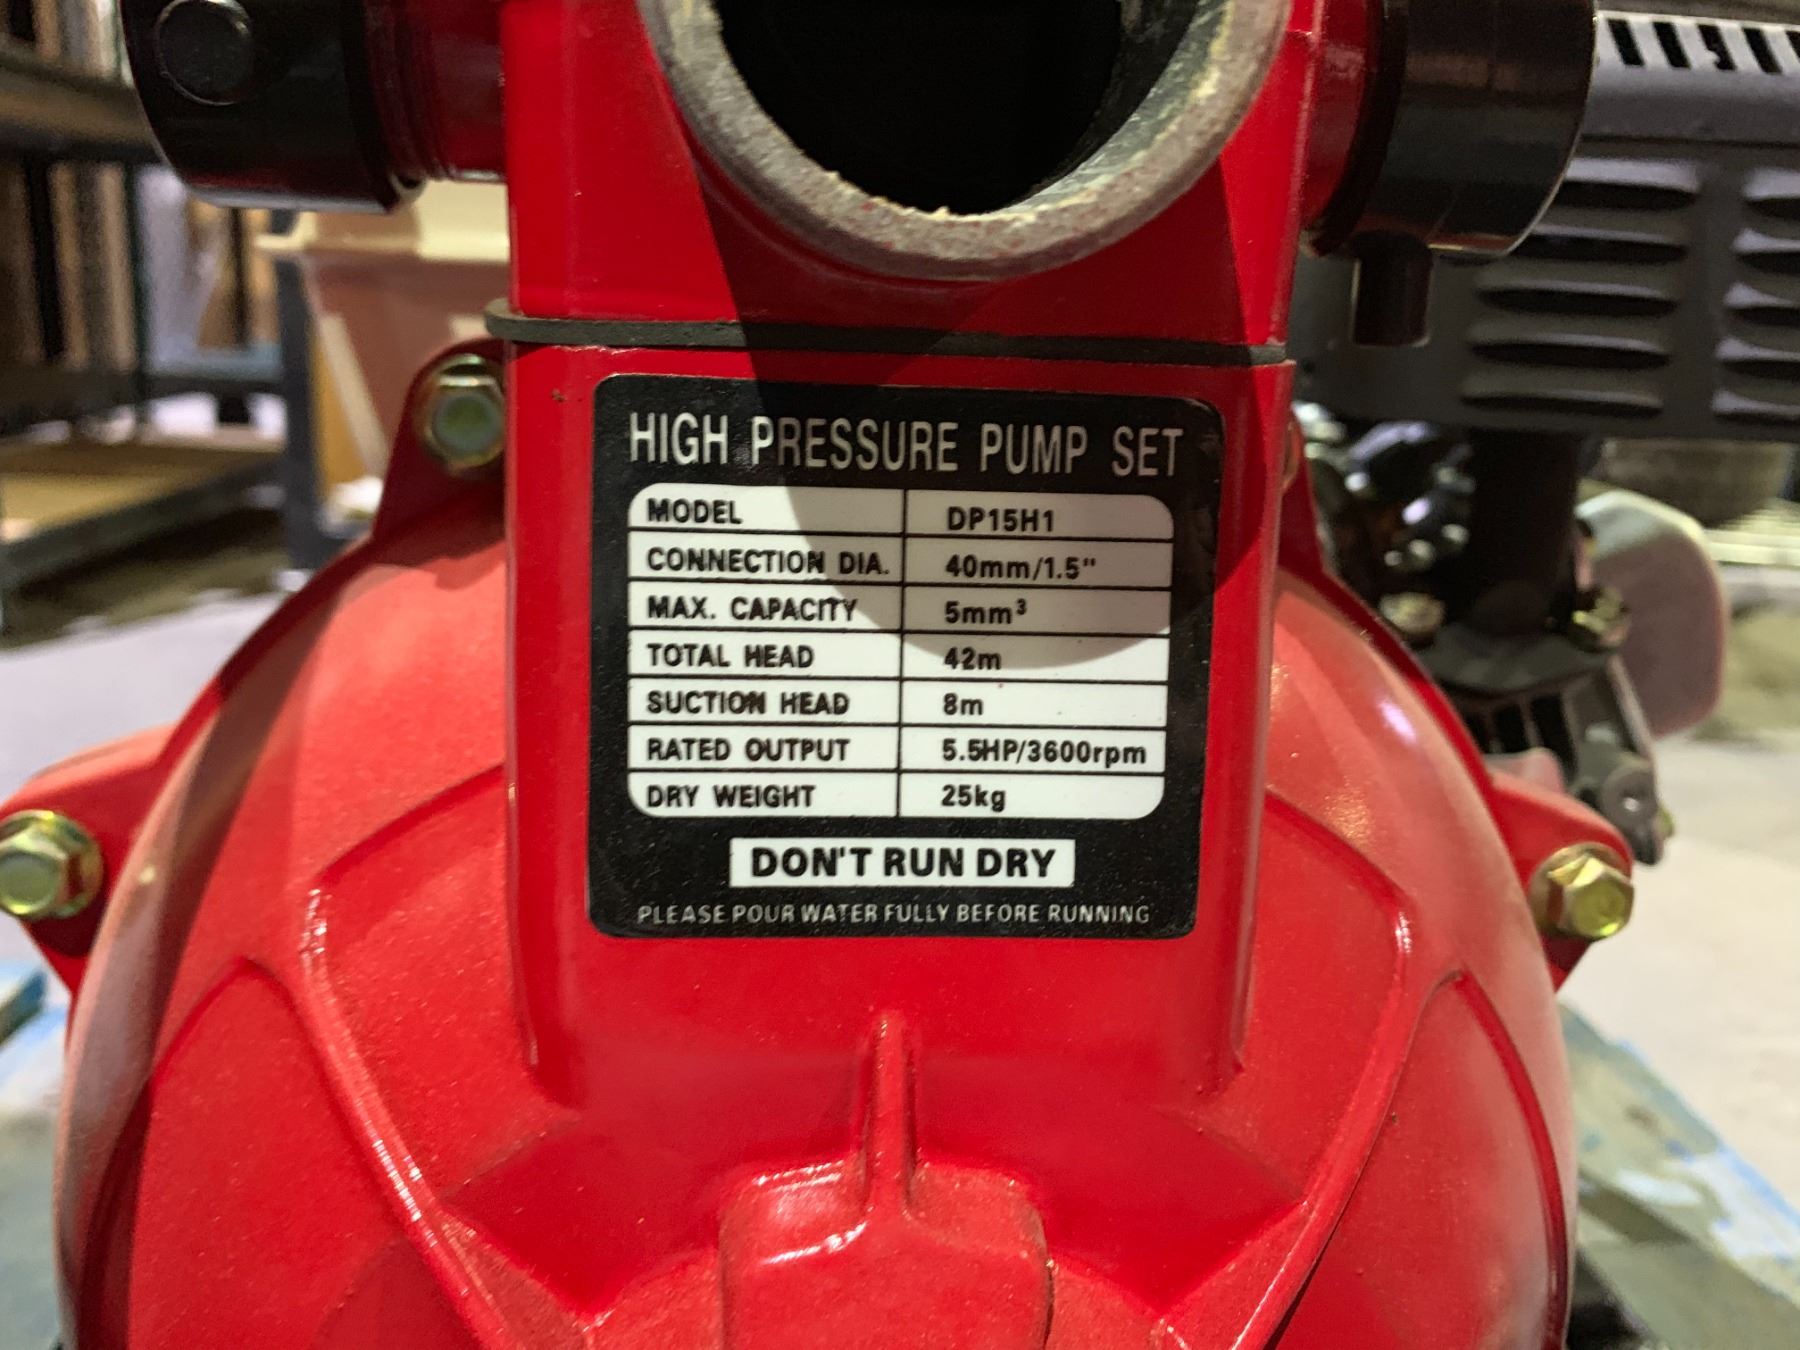 HIGH PRESSURE PUMP SET
MODEL DP15H1
CONNECTION DIA. 40mm/1.5"
MAX. CAPACITY 5mm³
TOTAL HEAD 42m
SUCTION HEAD 8m
RATED OUTPUT 5.5HP/3600rpm
DRY WEIGHT 25kg
DON'T RUN DRY
PLEASE POUR WATER FULLY BEFORE RUNNING